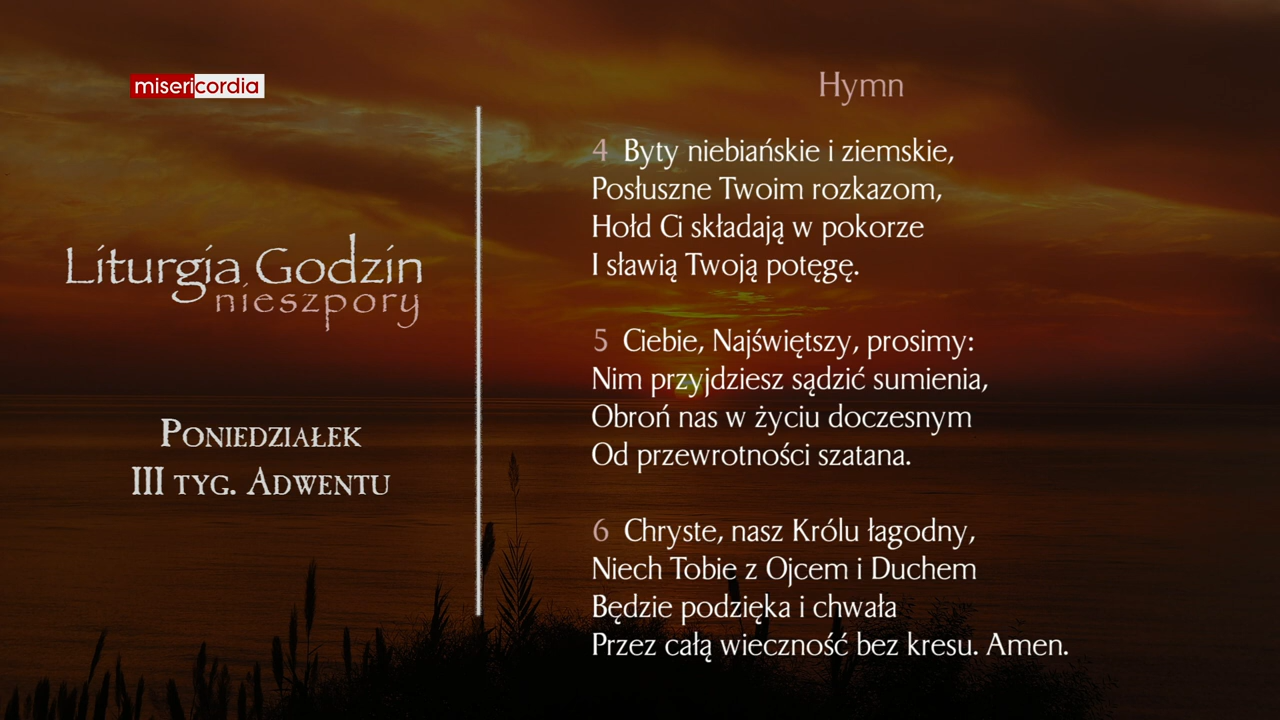 misericordia
Liturgia Godzin
nieszpory
Poniedziałek
III tyg. Adwentu
Hymn
4 Byty niebiańskie i ziemskie,
Posłuszne Twoim rozkazom,
Hołd Ci składają w pokorze
I sławią Twoją potęgę.
5 Ciebie, Najświętszy, prosimy:
Nim przyjdziesz sądzić sumienia,
Obroń nas w życiu doczesnym
Od przewrotności szatana.
6 Chryste, nasz Królu łagodny,
Niech Tobie z Ojcem i Duchem
Będzie podzięka i chwała
Przez całą wieczność bez kresu. Amen.